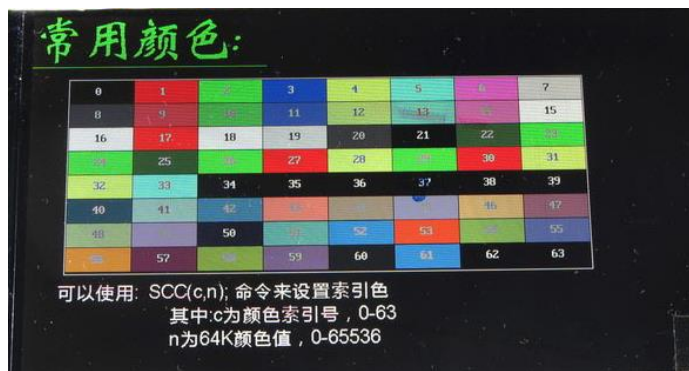 常用颜色:
0 1 2 3 4 5 6 7
8 9 10 11 12 13 14 15
16 17 18 19 20 21 22 23
24 25 26 27 28 29 30 31
32 33 34 35 36 37 38 39
40 41 42 43 44 45 46 47
48 49 50 51 52 53 54 55
56 57 58 59 60 61 62 63
可以使用: SCC(c,n); 命令来设置索引色
其中:c为颜色索引号，0-63
n为64K颜色值，0-65536